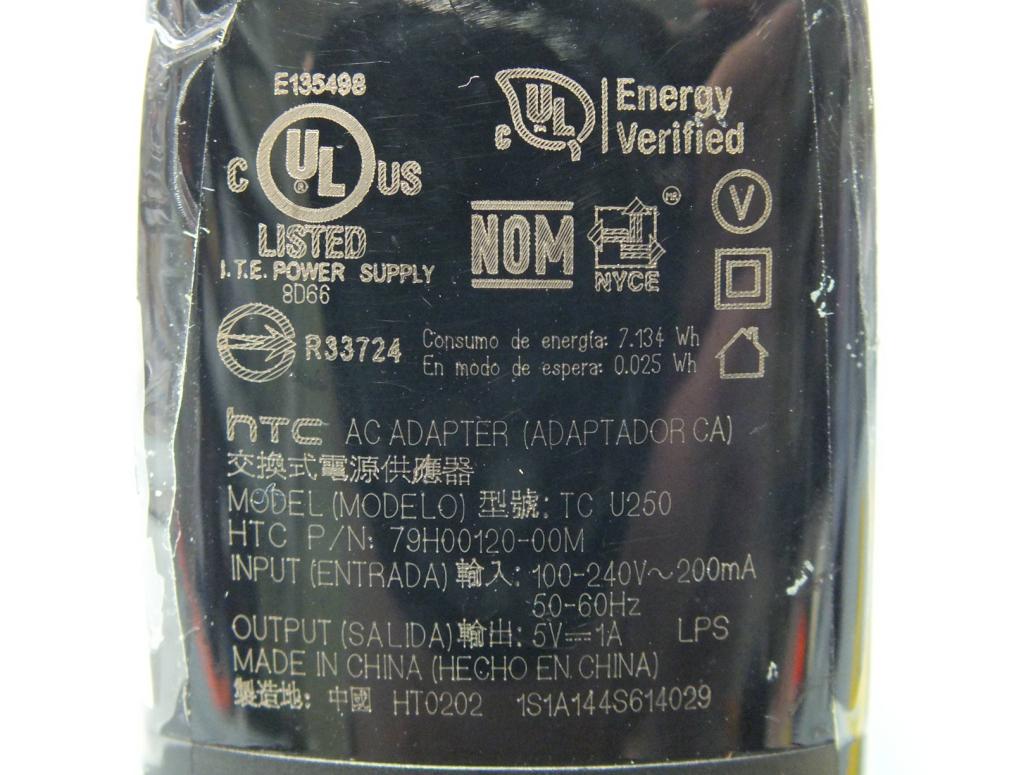 E135498
C UL ® US
LISTED
I.T.E. POWER SUPPLY
8D66
C UL ™ Energy Verified
NOM
NYCE
MR
V
R33724
Consumo de energía: 7.134 Wh
En modo de espera: 0.025 Wh
hTC AC ADAPTER (ADAPTADOR CA)
交換式電源供應器
MODEL (MODELO) 型號: TC U250
HTC P/N: 79H00120-00M
INPUT (ENTRADA) 輸入: 100-240V～200mA
50-60Hz
OUTPUT (SALIDA) 輸出: 5V⎓1A LPS
MADE IN CHINA (HECHO EN CHINA)
製造地: 中國 HT0202 1S1A144S614029